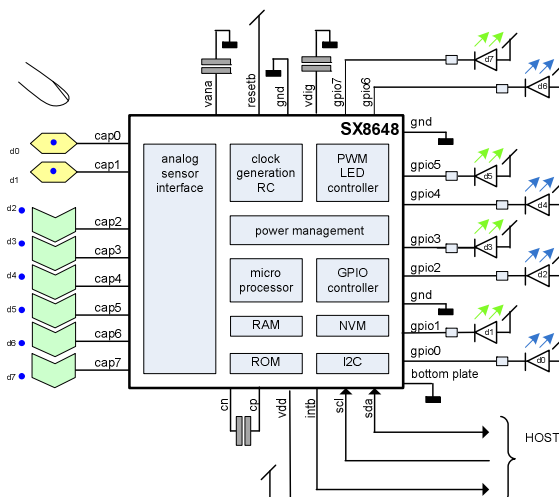 vana
resetb
gnd
vdig
gpio7
gpio6
d7
d6
SX8648
gnd
d0
cap0
d1
cap1
analog
sensor
interface
clock
generation
RC
PWM
LED
controller
gpio5
d5
gpio4
d4
d2
cap2
power management
gpio3
d3
d3
cap3
gpio2
d2
d4
cap4
micro
processor
GPIO
controller
gnd
d5
cap5
RAM
NVM
gpio1
d1
d6
cap6
gpio0
d0
d7
cap7
ROM
I2C
bottom plate
cn
cp
vdd
intb
scl
sda
HOST